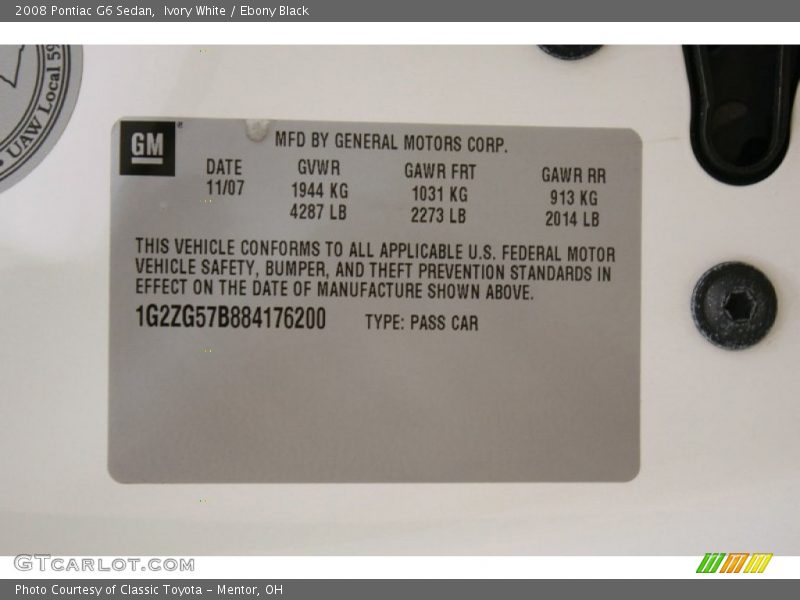 2008 Pontiac G6 Sedan,  Ivory White / Ebony Black
UAW Local 59
GM
MFD BY GENERAL MOTORS CORP.
DATE GVWR GAWR FRT GAWR RR
11/07 1944 KG 1031 KG 913 KG
4287 LB 2273 LB 2014 LB
THIS VEHICLE CONFORMS TO ALL APPLICABLE U.S. FEDERAL MOTOR
VEHICLE SAFETY, BUMPER, AND THEFT PREVENTION STANDARDS IN
EFFECT ON THE DATE OF MANUFACTURE SHOWN ABOVE.
1G2ZG57B884176200 TYPE: PASS CAR
GTCARLOT.COM
Photo Courtesy of Classic Toyota - Mentor, OH